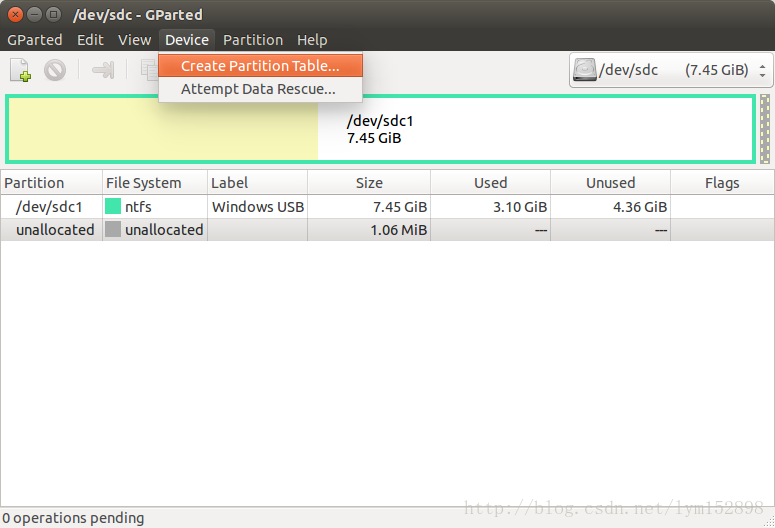 /dev/sdc - GParted
GParted Edit View Device Partition Help
Create Partition Table...
Attempt Data Rescue...
/dev/sdc (7.45 GiB)
/dev/sdc1
7.45 GiB
Partition File System Label Size Used Unused Flags
/dev/sdc1 ntfs Windows USB 7.45 GiB 3.10 GiB 4.36 GiB
unallocated unallocated 1.06 MiB --- ---
http://blog.csdn.net/lym152898
0 operations pending